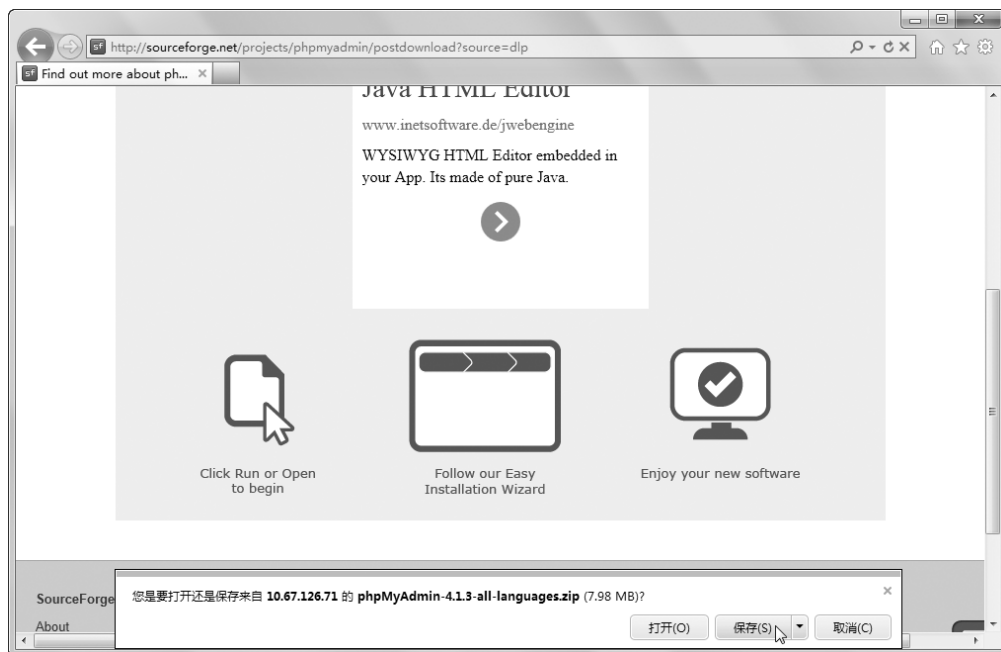 sf http://sourceforge.net/projects/phpmyadmin/postdownload?source=dlp
sf Find out more about ph...
Java HTML Editor
www.inetsoftware.de/jwebengine
WYSIWYG HTML Editor embedded in
your App. Its made of pure Java.
Click Run or Open
to begin
Follow our Easy
Installation Wizard
Enjoy your new software
SourceForge
About
您是要打开还是保存来自 10.67.126.71 的 phpMyAdmin-4.1.3-all-languages.zip (7.98 MB)?
打开(O) 保存(S) 取消(C)